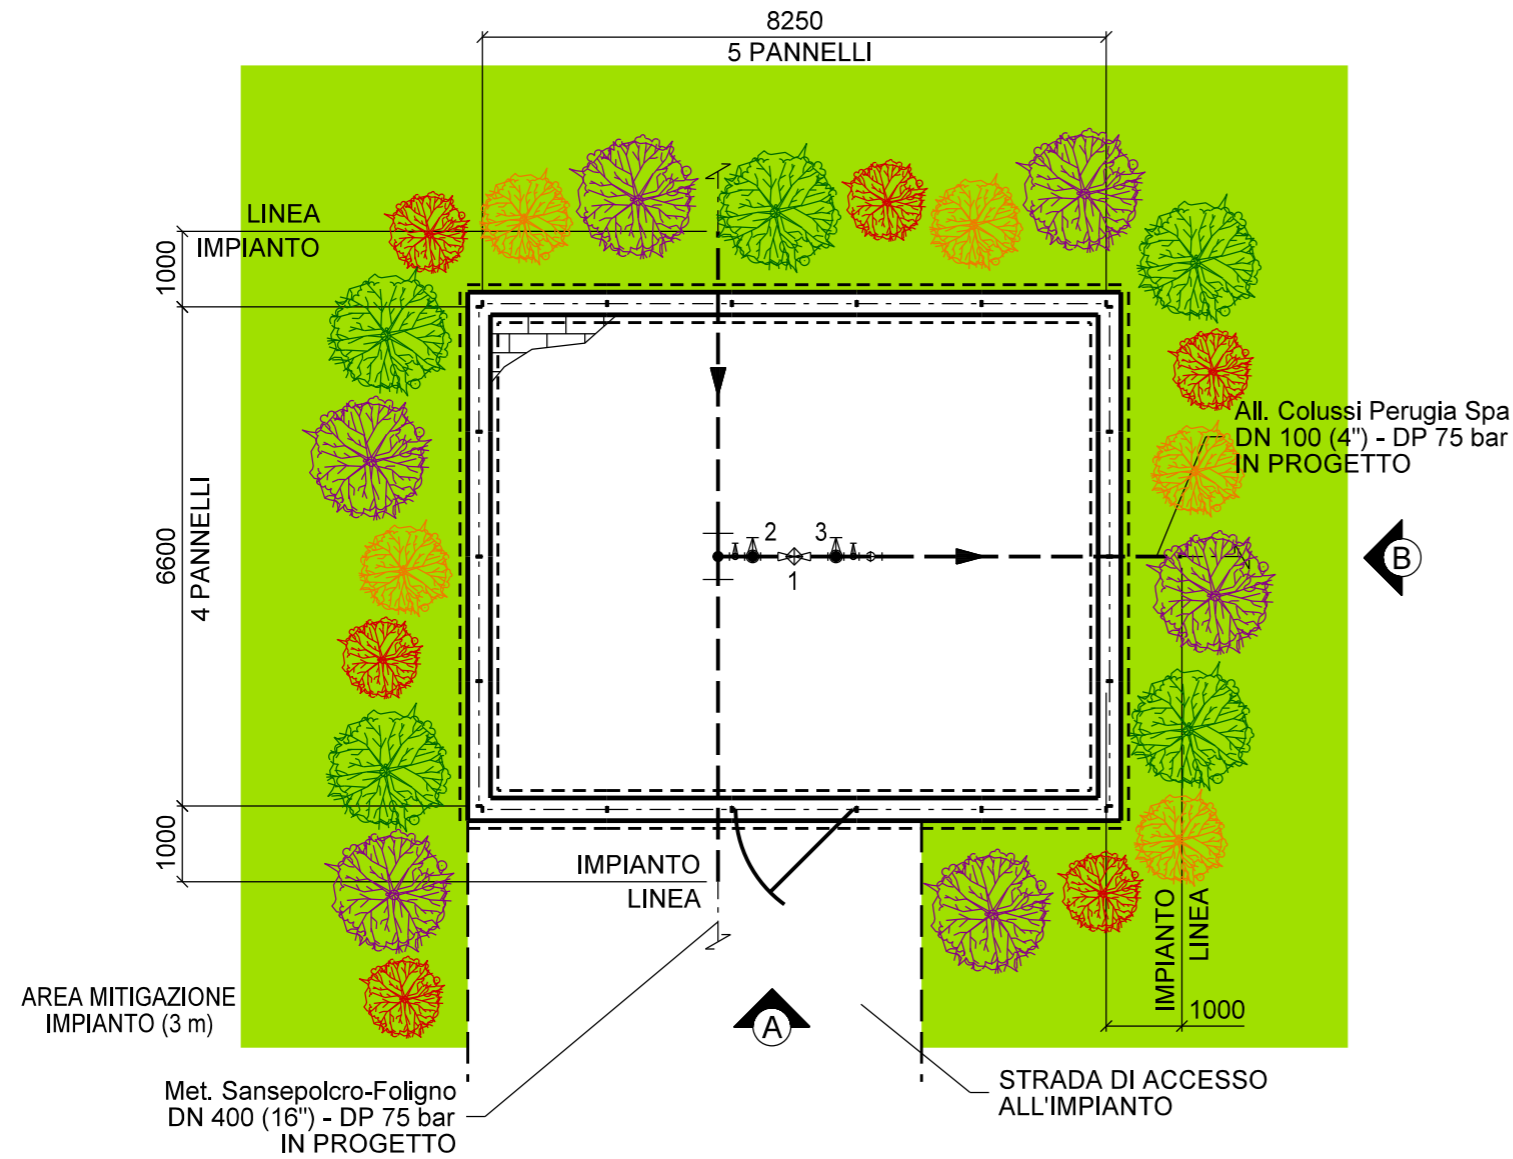 8250
5 PANNELLI
LINEA
IMPIANTO
1000
6600
4 PANNELLI
1000
All. Colussi Perugia Spa
DN 100 (4") - DP 75 bar
IN PROGETTO
2
3
1
B
IMPIANTO
LINEA
IMPIANTO
LINEA
1000
AREA MITIGAZIONE
IMPIANTO (3 m)
A
Met. Sansepolcro-Foligno
DN 400 (16") - DP 75 bar
IN PROGETTO
STRADA DI ACCESSO
ALL'IMPIANTO